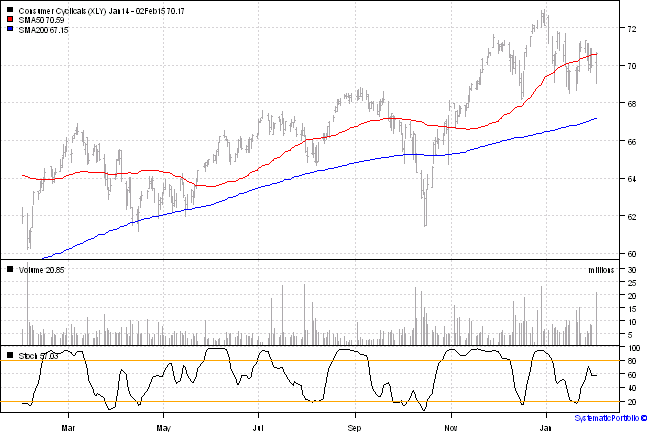 Consumer Cyclicals (XLY) Jan14 - 02Feb15 70.17
SMA50 70.59
SMA200 67.15
72
70
68
66
64
62
60
Volume 20.85
millions
30
25
20
15
10
5
Stoch 57.03
100
80
60
40
20
Mar May Jul Sep Nov Jan
SystematicPortfolio ©